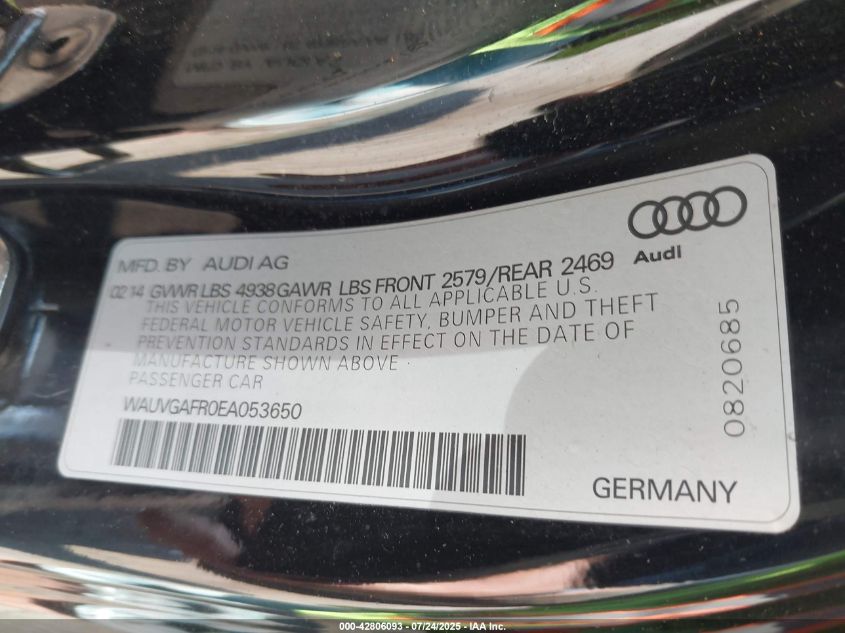 Audi
MFD. BY AUDI AG
02 14 GVWR LBS 4938 GAWR LBS FRONT 2579/REAR 2469
THIS VEHICLE CONFORMS TO ALL APPLICABLE U.S.
FEDERAL MOTOR VEHICLE SAFETY, BUMPER AND THEFT
PREVENTION STANDARDS IN EFFECT ON THE DATE OF
MANUFACTURE SHOWN ABOVE
PASSENGER CAR
WAUVGAFR0EA053650
0820685
GERMANY
000-42806093 - 07/24/2025 - IAA Inc.